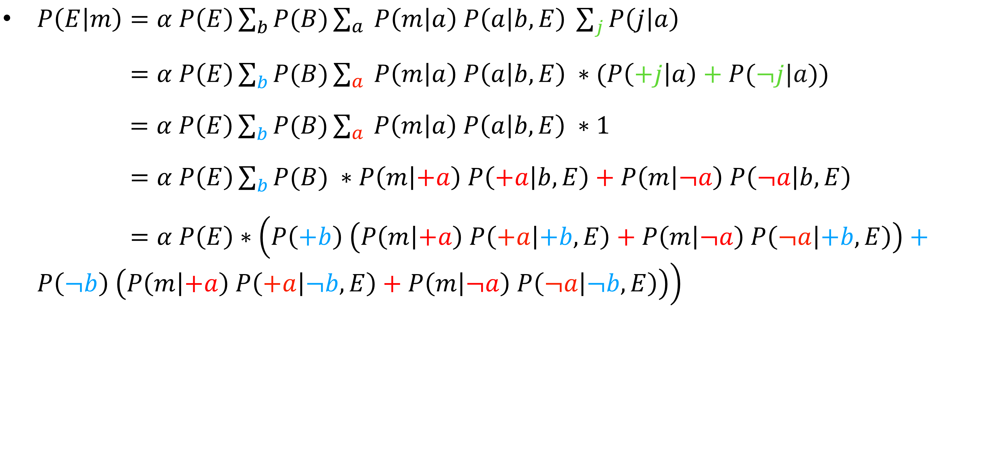 • P(E|m) = α P(E) ∑_b P(B) ∑_a P(m|a) P(a|b, E) ∑_j P(j|a)
= α P(E) ∑_b P(B) ∑_a P(m|a) P(a|b, E) ∗ (P(+j|a) + P(¬j|a))
= α P(E) ∑_b P(B) ∑_a P(m|a) P(a|b, E) ∗ 1
= α P(E) ∑_b P(B) ∗ P(m|+a) P(+a|b, E) + P(m|¬a) P(¬a|b, E)
= α P(E) ∗ (P(+b) (P(m|+a) P(+a|+b, E) + P(m|¬a) P(¬a|+b, E)) +
P(¬b) (P(m|+a) P(+a|¬b, E) + P(m|¬a) P(¬a|¬b, E)))